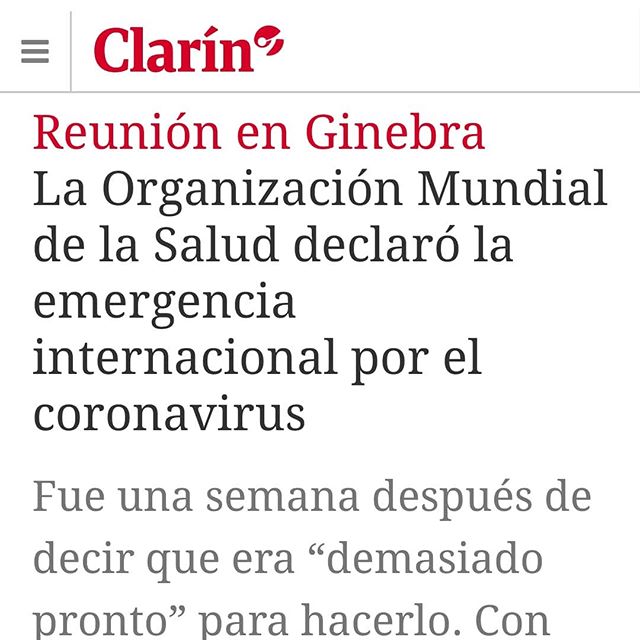 Clarín
Reunión en Ginebra
La Organización Mundial
de la Salud declaró la
emergencia
internacional por el
coronavirus
Fue una semana después de
decir que era “demasiado
pronto” para hacerlo. Con